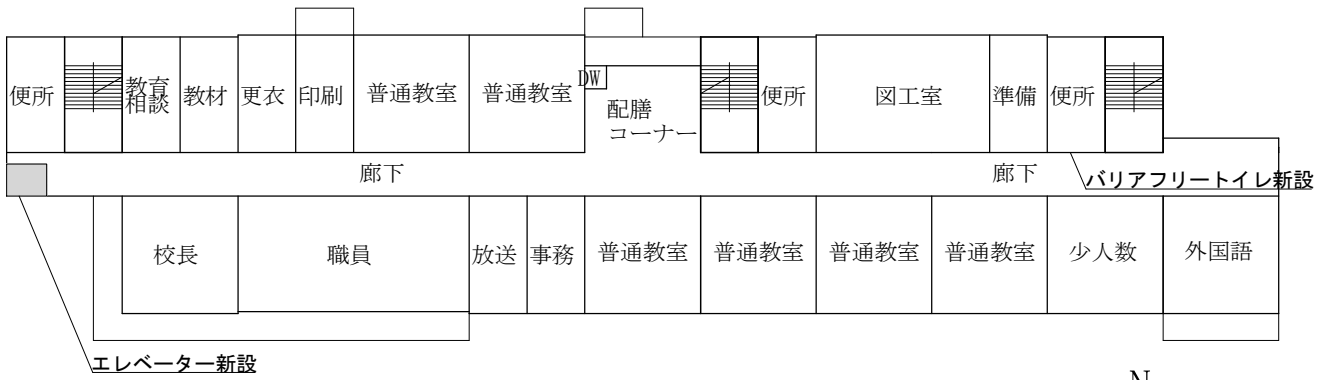 便所
教育
相談
教材
更衣
印刷
普通教室
普通教室
DW
配膳
コーナー
便所
図工室
準備
便所
廊下
廊下
バリアフリートイレ新設
校長
職員
放送
事務
普通教室
普通教室
普通教室
普通教室
少人数
外国語
エレベーター新設
N